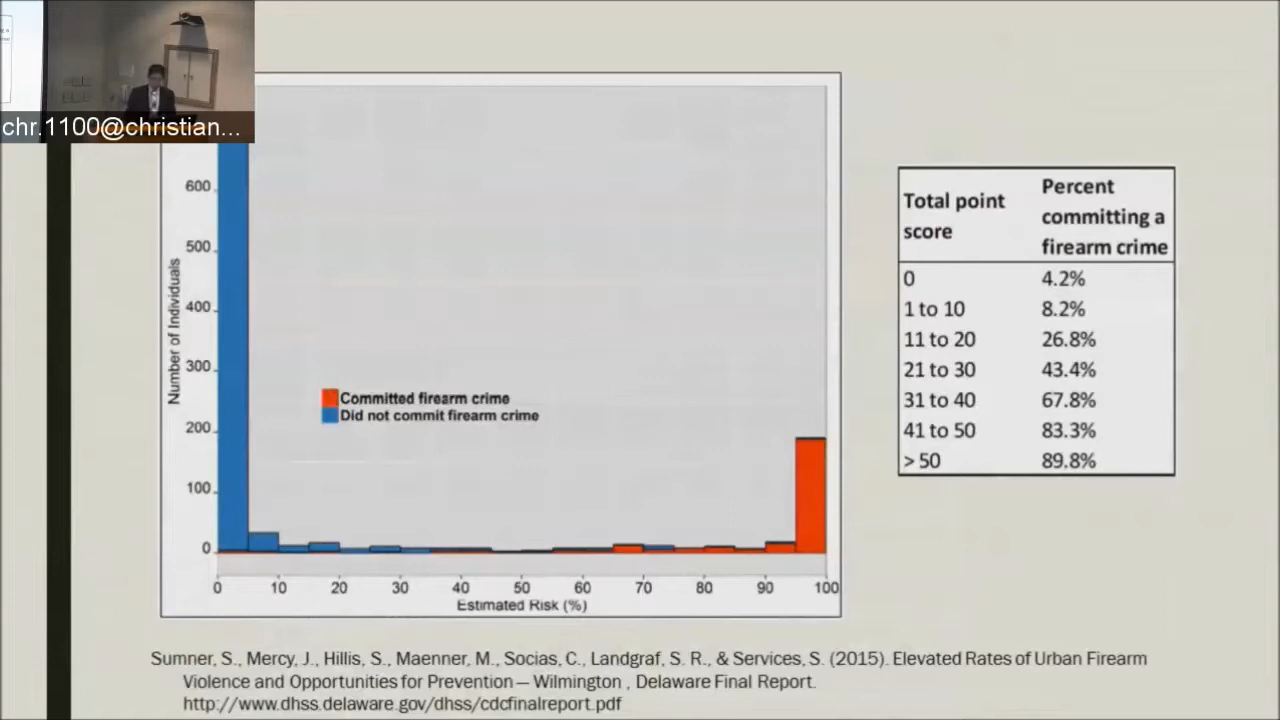 chr.1100@christian...
600
500
400
300
200
100
0
Number of Individuals
Committed firearm crime
Did not commit firearm crime
0 10 20 30 40 50 60 70 80 90 100
Estimated Risk (%)
Total point score Percent committing a firearm crime
0 4.2%
1 to 10 8.2%
11 to 20 26.8%
21 to 30 43.4%
31 to 40 67.8%
41 to 50 83.3%
> 50 89.8%
Sumner, S., Mercy, J., Hillis, S., Maenner, M., Socias, C., Landgraf, S. R., & Services, S. (2015). Elevated Rates of Urban Firearm
Violence and Opportunities for Prevention — Wilmington , Delaware Final Report.
http://www.dhss.delaware.gov/dhss/cdcfinalreport.pdf